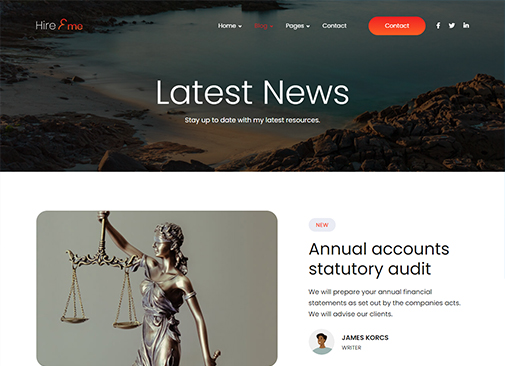 Hire me
Home Blog Pages Contact Contact
Latest News
Stay up to date with my latest resources.
NEW
Annual accounts
statutory audit
We will prepare your annual financial
statements as set out by the companies acts.
We will advise our clients.
JAMES KORCS
WRITER